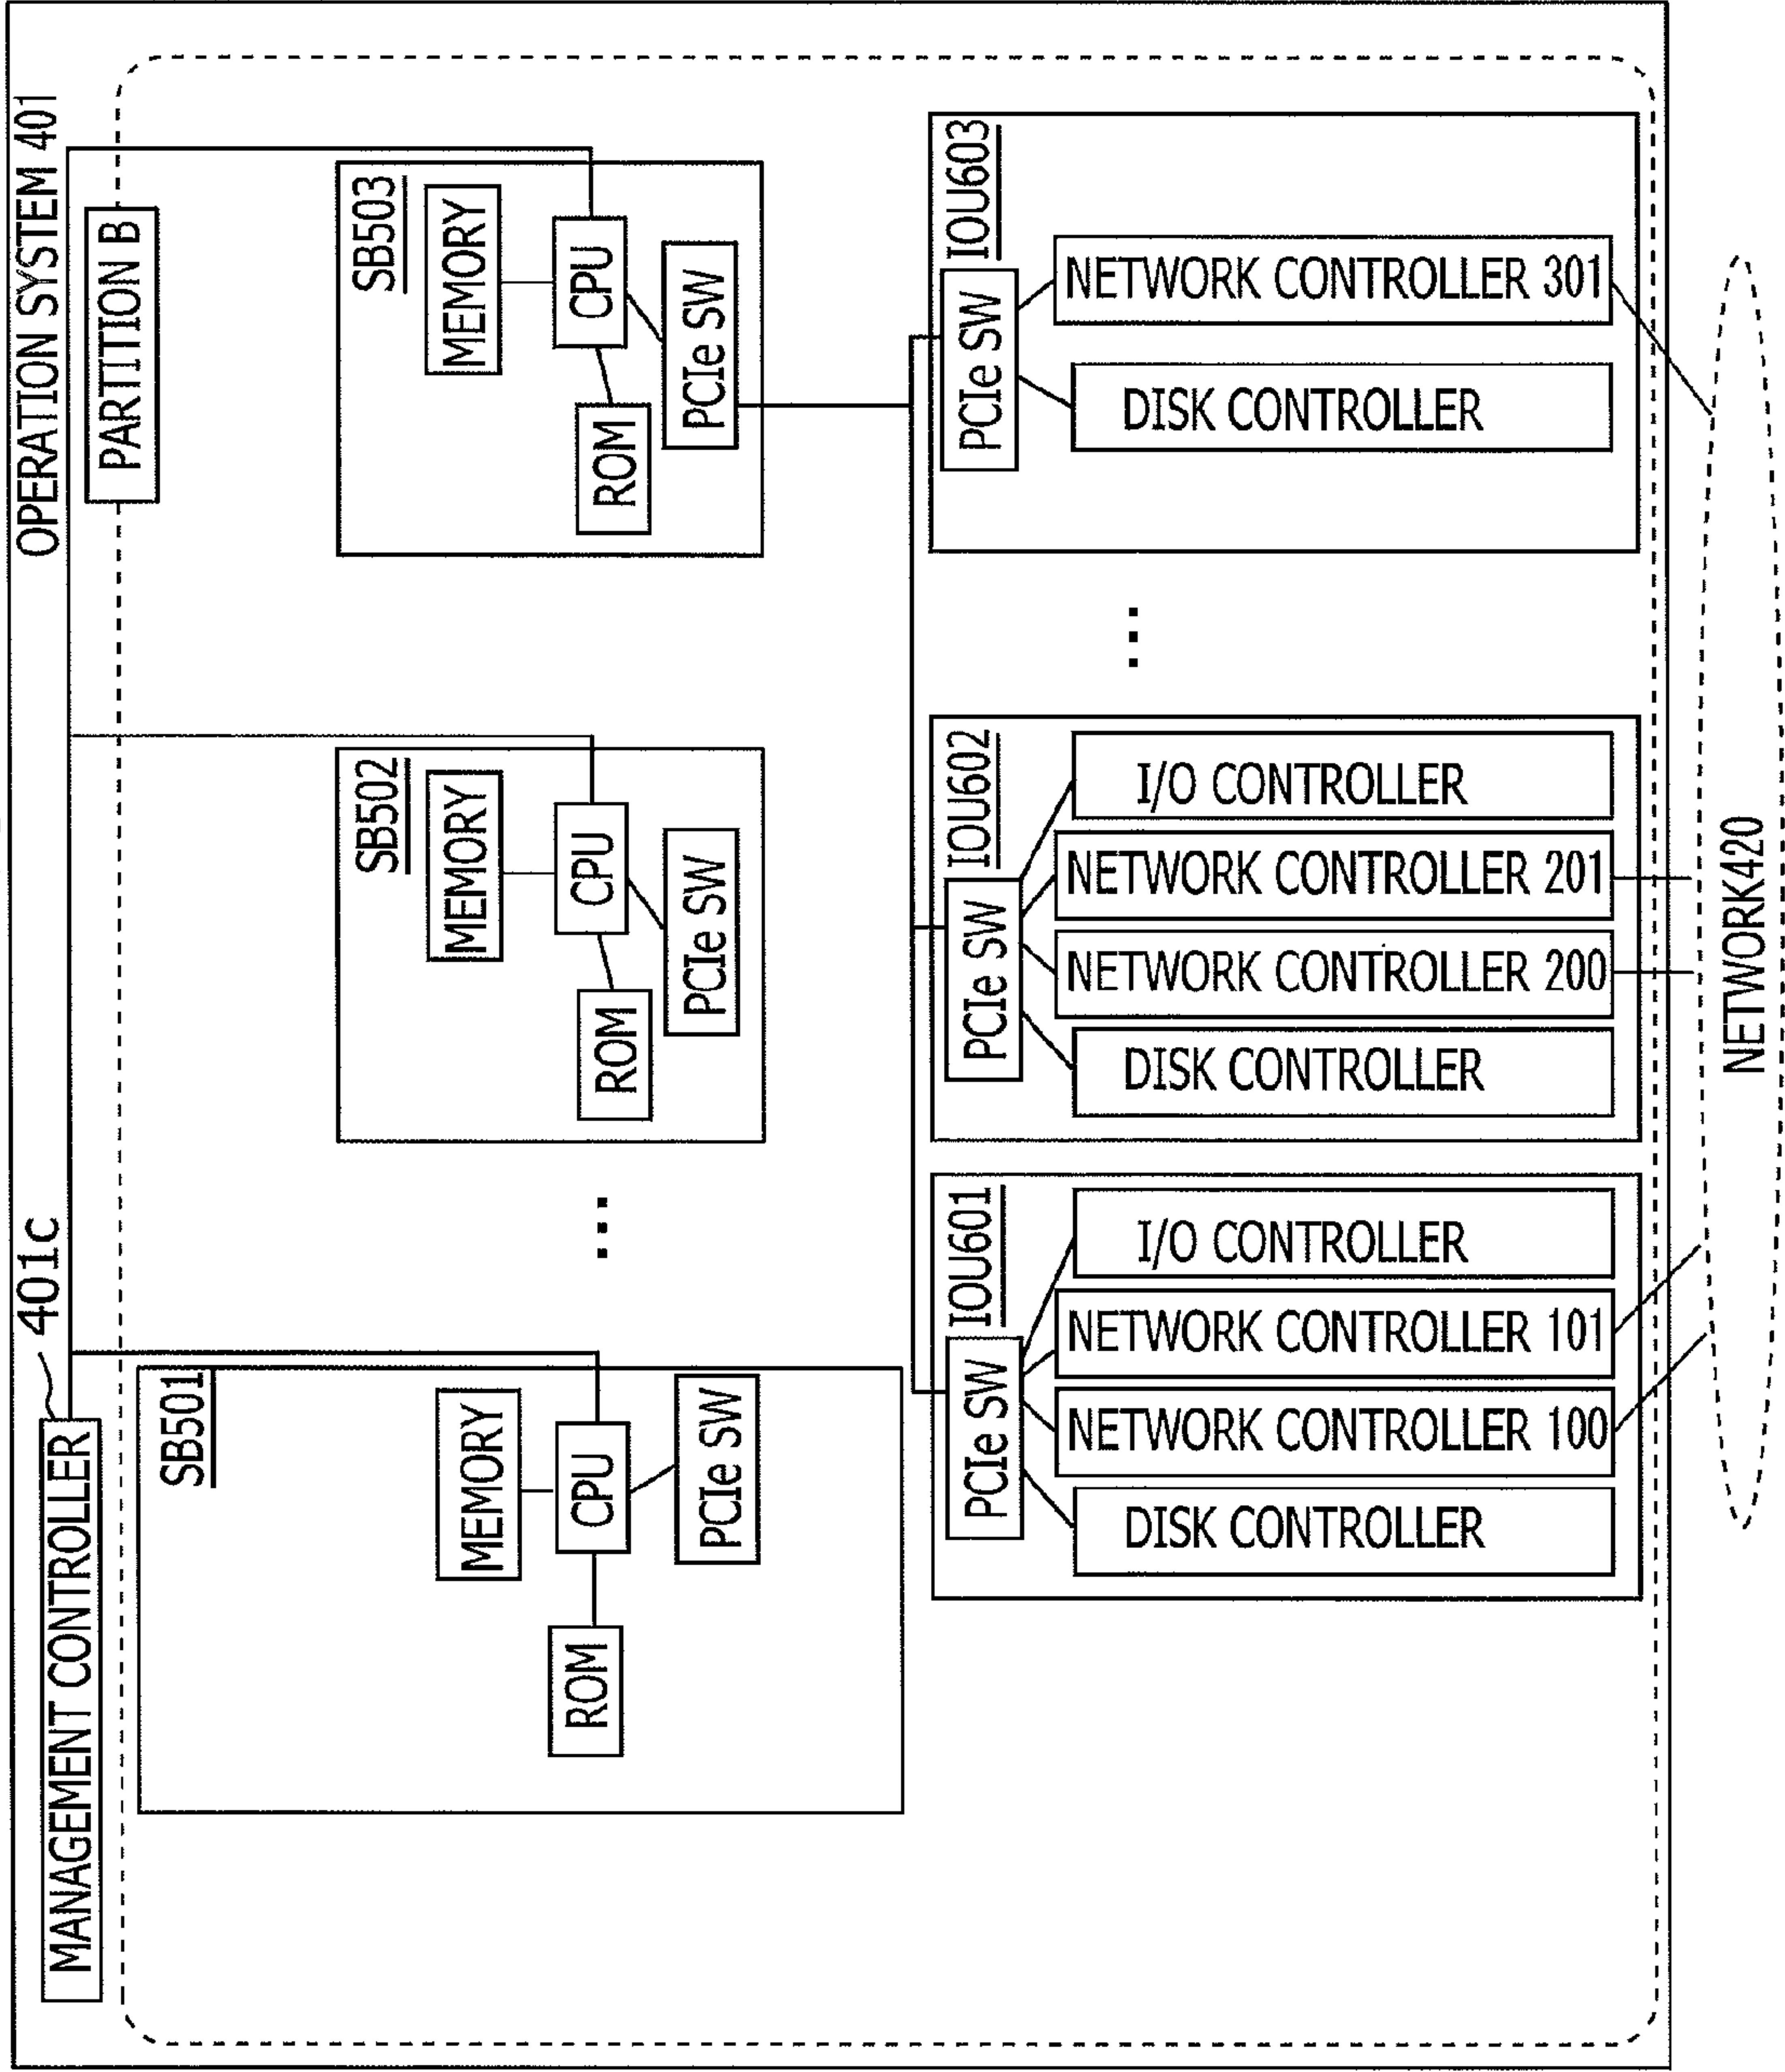 OPERATION SYSTEM 401
401c
MANAGEMENT CONTROLLER
PARTITION B
SB501
MEMORY
CPU
ROM
PCIe SW
...
SB502
MEMORY
CPU
ROM
PCIe SW
SB503
MEMORY
CPU
ROM
PCIe SW
IOU601
PCIe SW
DISK CONTROLLER
NETWORK CONTROLLER 100
NETWORK CONTROLLER 101
I/O CONTROLLER
IOU602
PCIe SW
DISK CONTROLLER
NETWORK CONTROLLER 200
NETWORK CONTROLLER 201
I/O CONTROLLER
...
IOU603
PCIe SW
DISK CONTROLLER
NETWORK CONTROLLER 301
NETWORK420